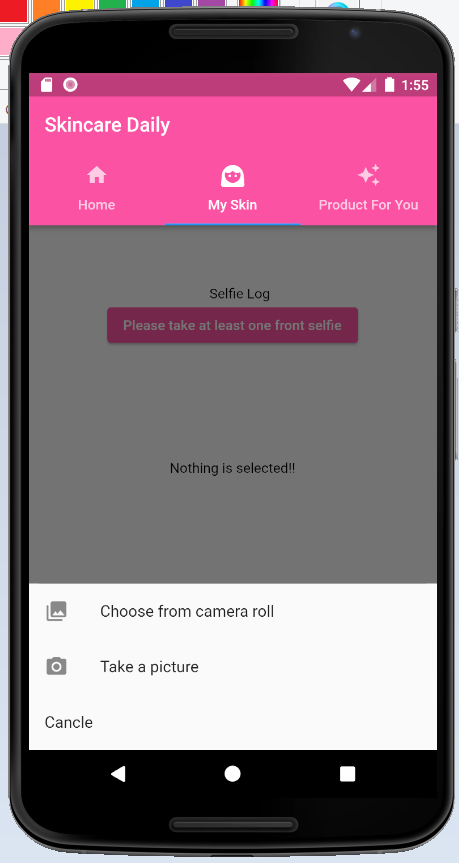 1:55
Skincare Daily
Home
My Skin
Product For You
Selfie Log
Please take at least one front selfie
Nothing is selected!!
Choose from camera roll
Take a picture
Cancle